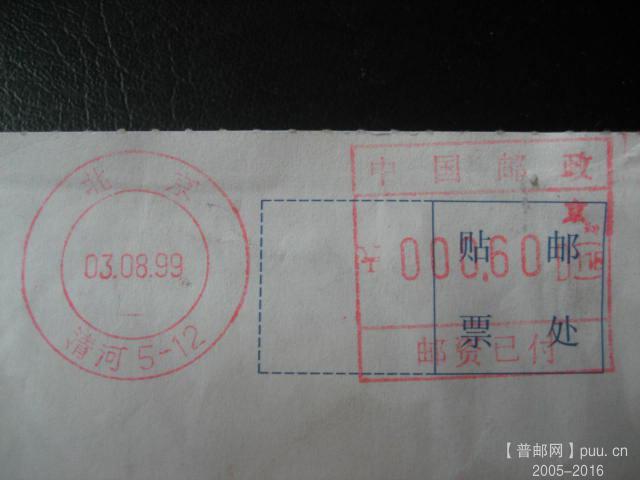 北京
03.08.99
清河5-12
中国邮政
京
¥000.60
邮资已付
贴邮
票处
【普邮网】puu.cn
2005-2016